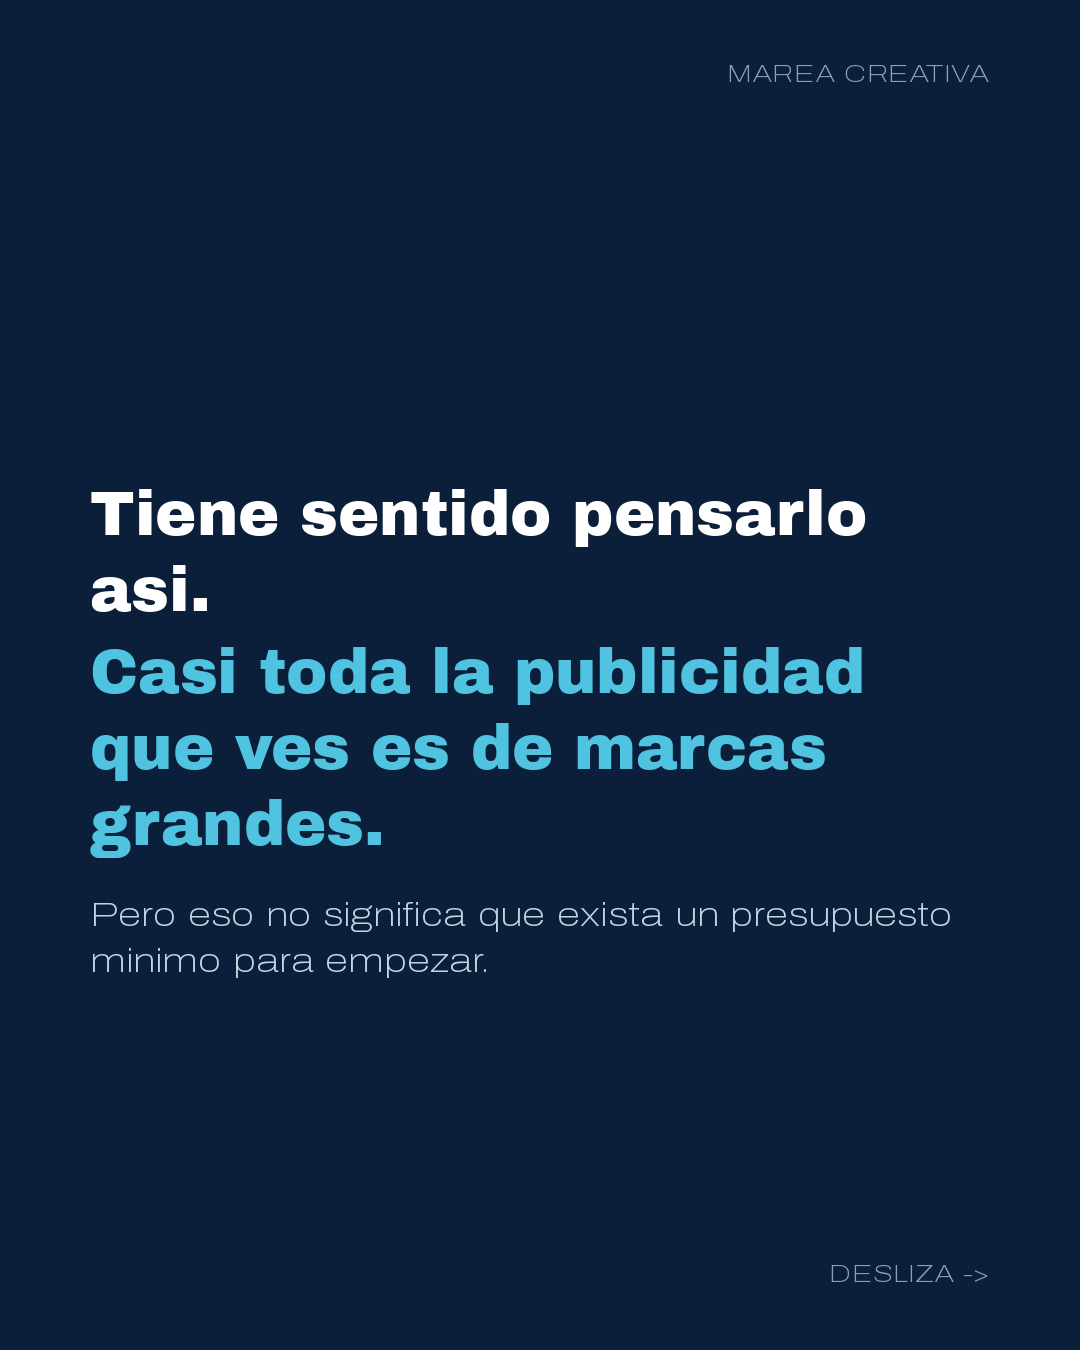 MAREA CREATIVA
Tiene sentido pensarlo
asi.
Casi toda la publicidad
que ves es de marcas
grandes.
Pero eso no significa que exista un presupuesto
minimo para empezar.
DESLIZA ->